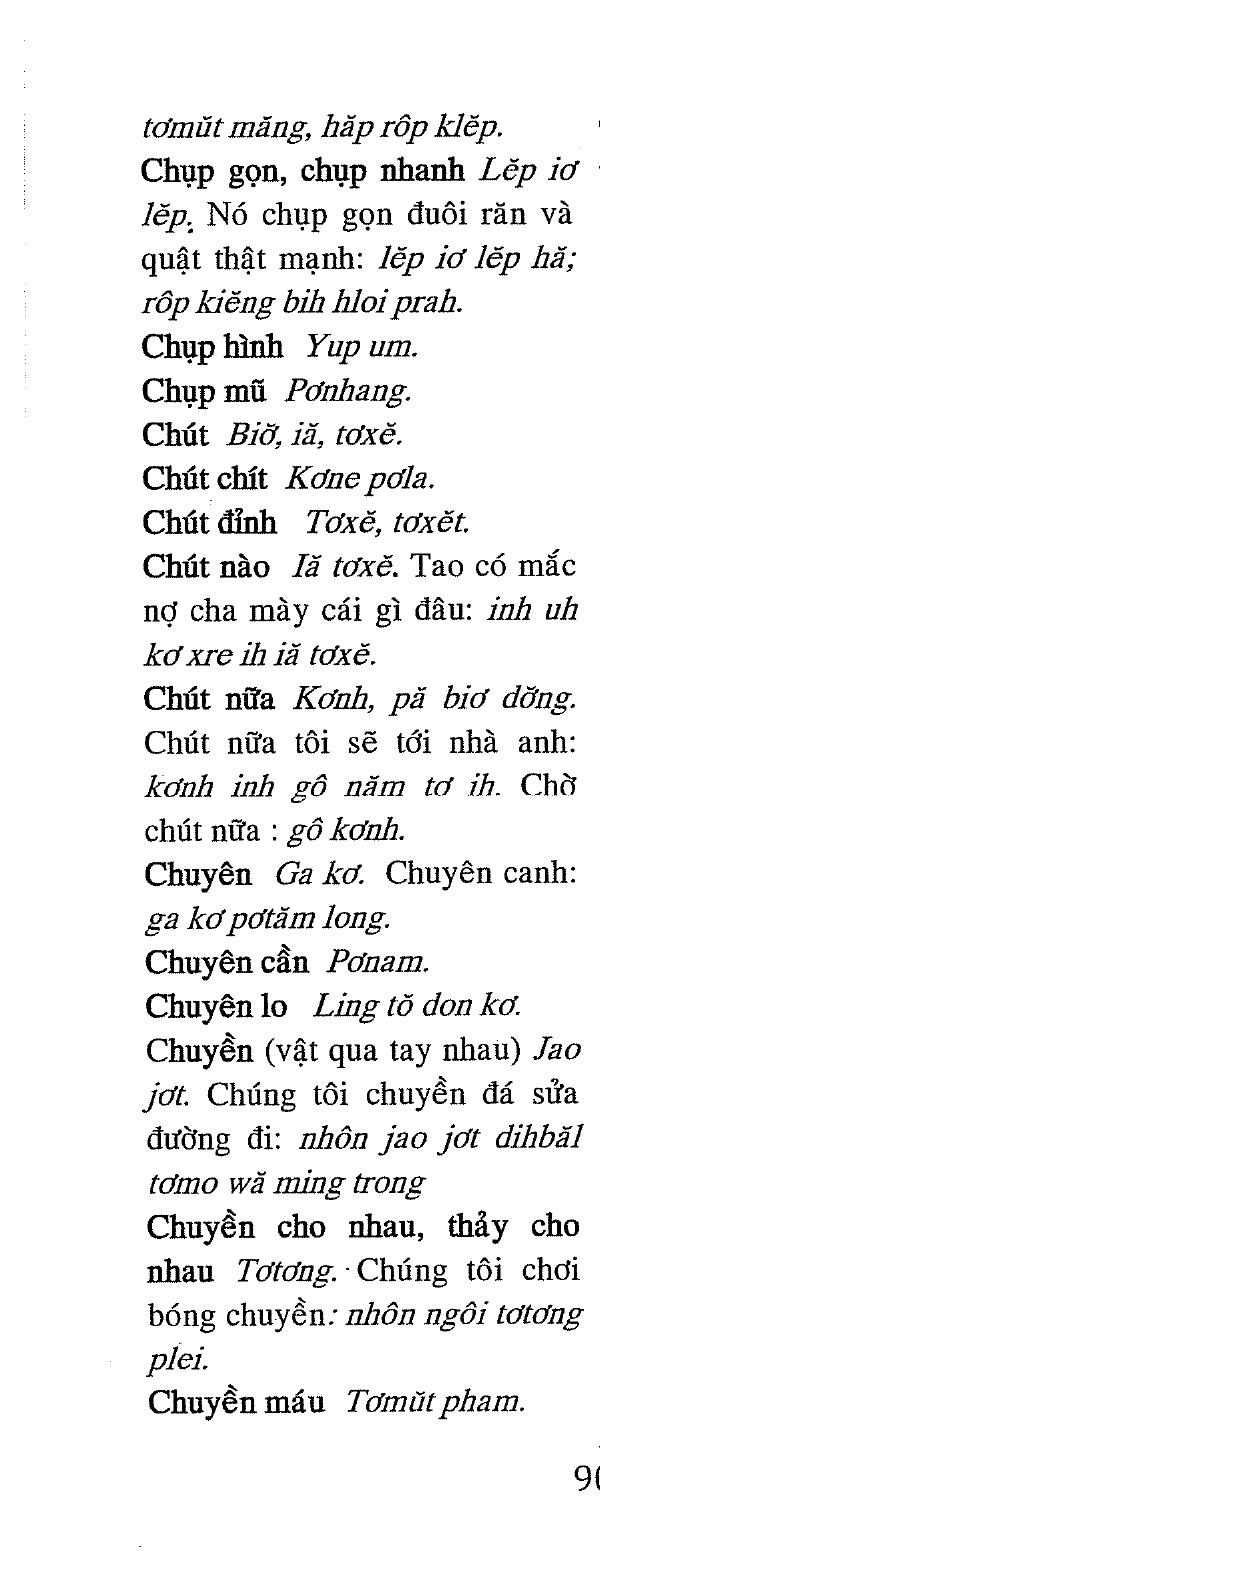 tơmŭt măng, hăp rôp klĕp.
Chụp gọn, chụp nhanh Lĕp iơ
lĕp. Nó chụp gọn đuôi rắn và
quật thật mạnh: lĕp iơ lĕp hă;
rôp kiĕng bih hloi prah.
Chụp hình Yup um.
Chụp mũ Pơnhang.
Chút Biơ̆, iă, tơxĕ.
Chút chít Kơne pơla.
Chút đỉnh Tơxĕ, tơxĕt.
Chút nào Iă tơxĕ. Tao có mắc
nợ cha mày cái gì đâu: inh uh
kơ xre ih iă tơxĕ.
Chút nữa Kơnh, pă biơ dơ̆ng.
Chút nữa tôi sẽ tới nhà anh:
kơnh inh gô năm tơ ih. Chờ
chút nữa : gô kơnh.
Chuyên Ga kơ. Chuyên canh:
ga kơ pơtăm long.
Chuyên cần Pơnam.
Chuyên lo Ling tŏ don kơ.
Chuyền (vật qua tay nhau) Jao
jơt. Chúng tôi chuyền đá sửa
đường đi: nhôn jao jơt dihbăl
tơmo wă ming trong
Chuyền cho nhau, thảy cho
nhau Tơtơng. Chúng tôi chơi
bóng chuyền: nhôn ngôi tơtơng
plei.
Chuyền máu Tơmŭt pham.